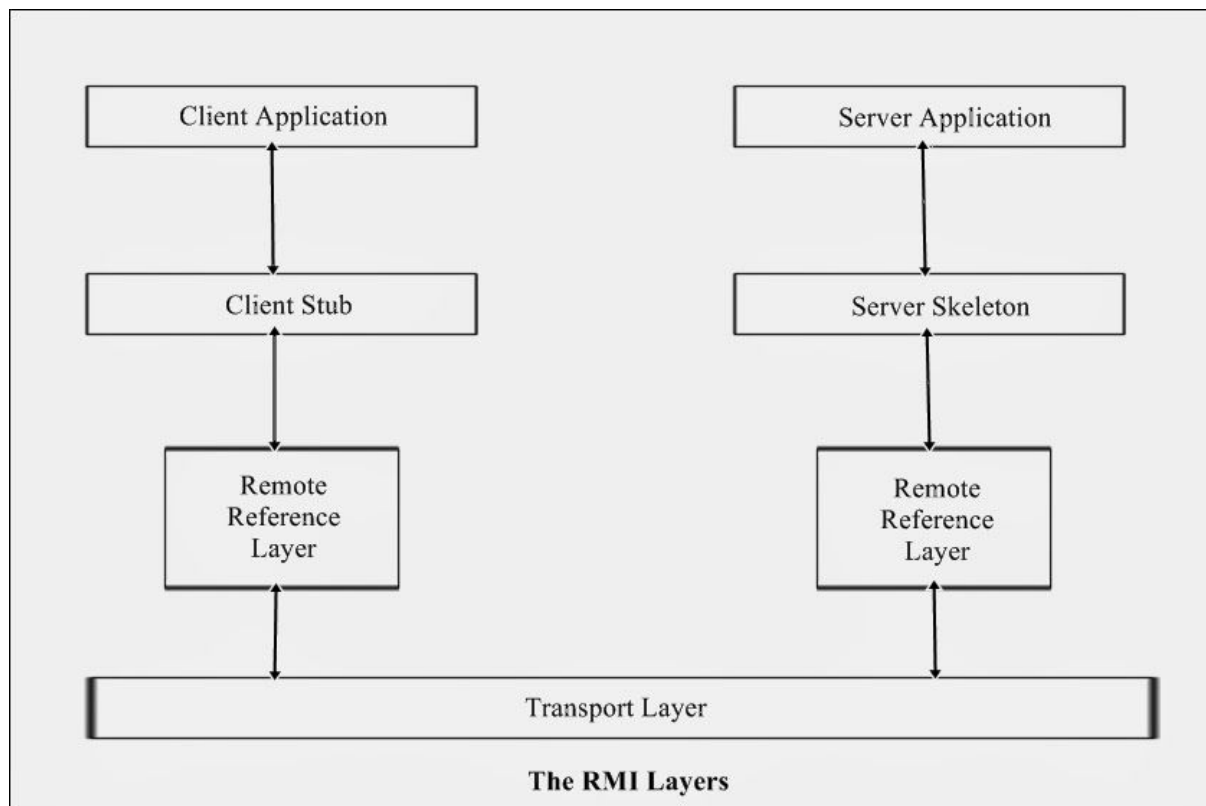 Client Application
Server Application
Client Stub
Server Skeleton
Remote
Reference
Layer
Remote
Reference
Layer
Transport Layer
The RMI Layers